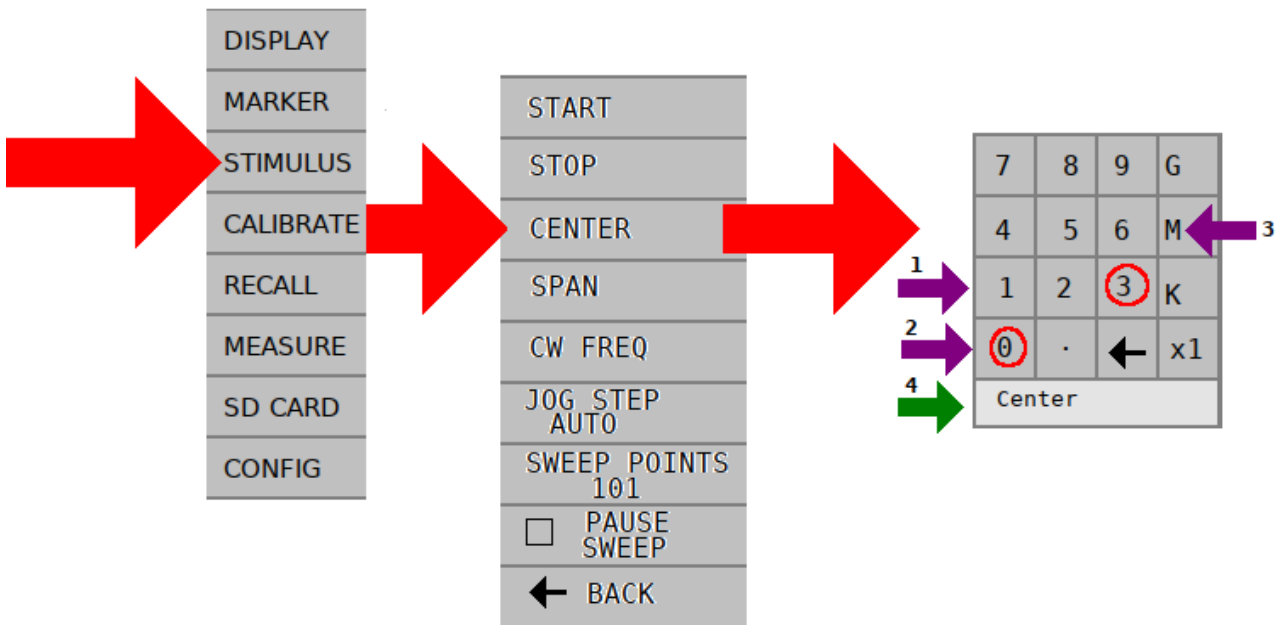 DISPLAY
MARKER
STIMULUS
CALIBRATE
RECALL
MEASURE
SD CARD
CONFIG
START
STOP
CENTER
SPAN
CW FREQ
JOG STEP
AUTO
SWEEP POINTS
101
PAUSE
SWEEP
BACK
7 8 9 G
4 5 6 M 3
1 1 2 3 K
2 0 . x1
4 Center